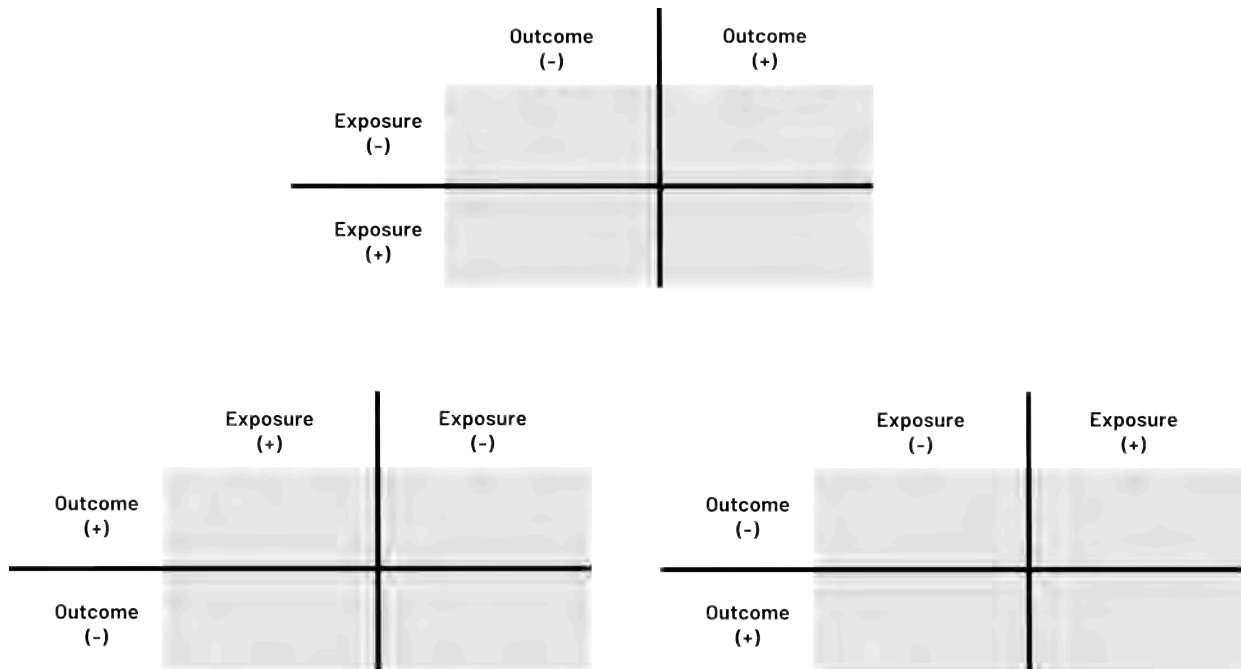 Outcome Outcome
(-) (+)
Exposure
(-)
Exposure
(+)
Exposure Exposure
(+) (-)
Outcome
(+)
Outcome
(-)
Exposure Exposure
(-) (+)
Outcome
(-)
Outcome
(+)